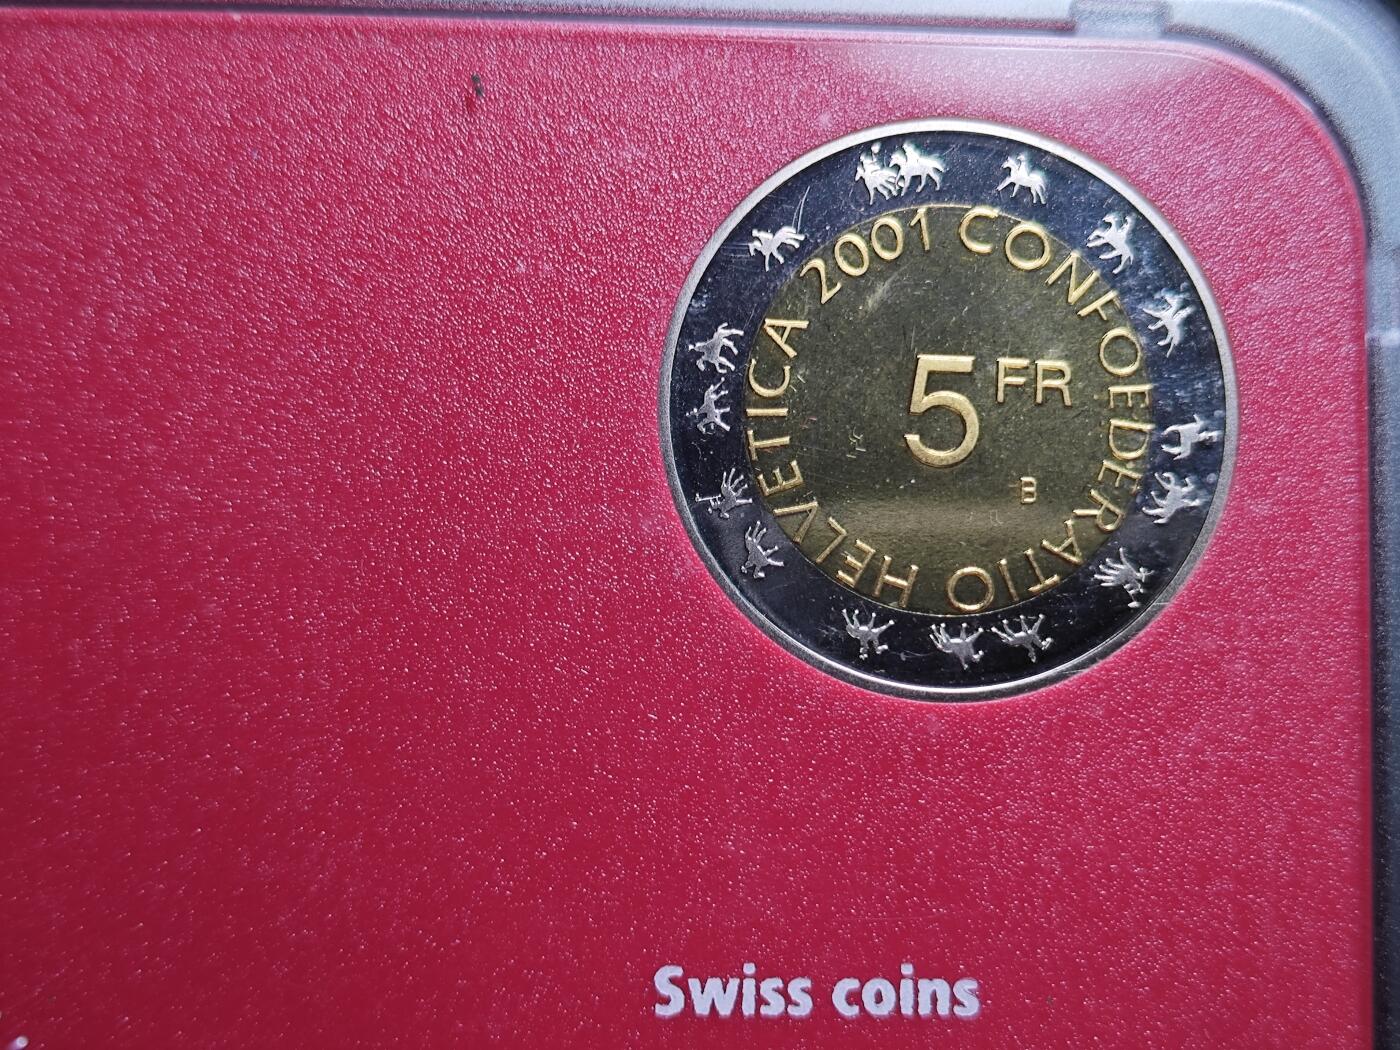 2001 CONFOEDERATIO HELVETICA
5 FR
B
Swiss coins